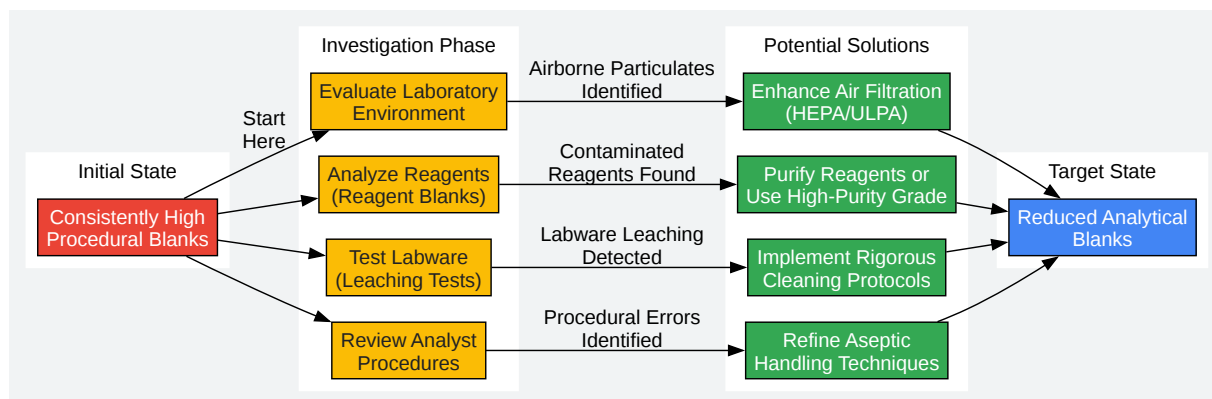 Investigation Phase
Potential Solutions
Evaluate Laboratory
Environment
Airborne Particulates
Identified
Enhance Air Filtration
(HEPA/ULPA)
Start
Here
Initial State
Consistently High
Procedural Blanks
Analyze Reagents
(Reagent Blanks)
Contaminated
Reagents Found
Purify Reagents or
Use High-Purity Grade
Target State
Reduced Analytical
Blanks
Test Labware
(Leaching Tests)
Labware Leaching
Detected
Implement Rigorous
Cleaning Protocols
Review Analyst
Procedures
Procedural Errors
Identified
Refine Aseptic
Handling Techniques